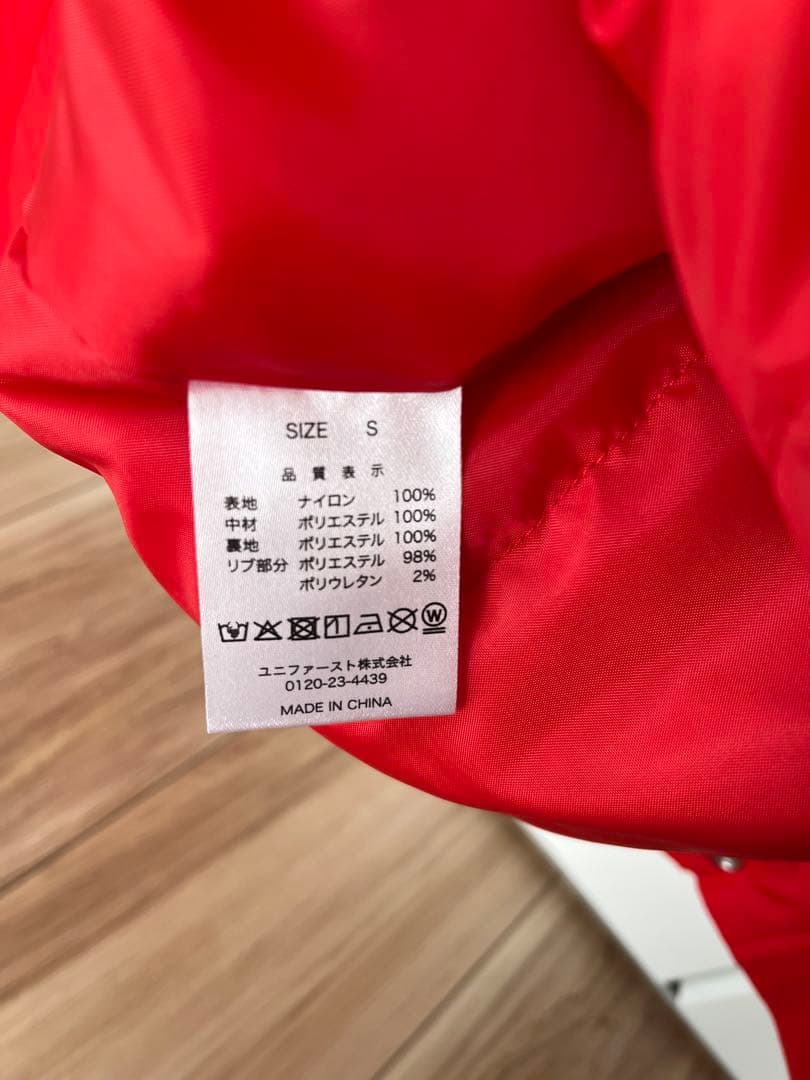 SIZE S
品質表示
表地 ナイロン 100%
中材 ポリエステル 100%
裏地 ポリエステル 100%
リブ部分 ポリエステル 98%
ポリウレタン 2%
W
ユニファースト株式会社
0120-23-4439
MADE IN CHINA